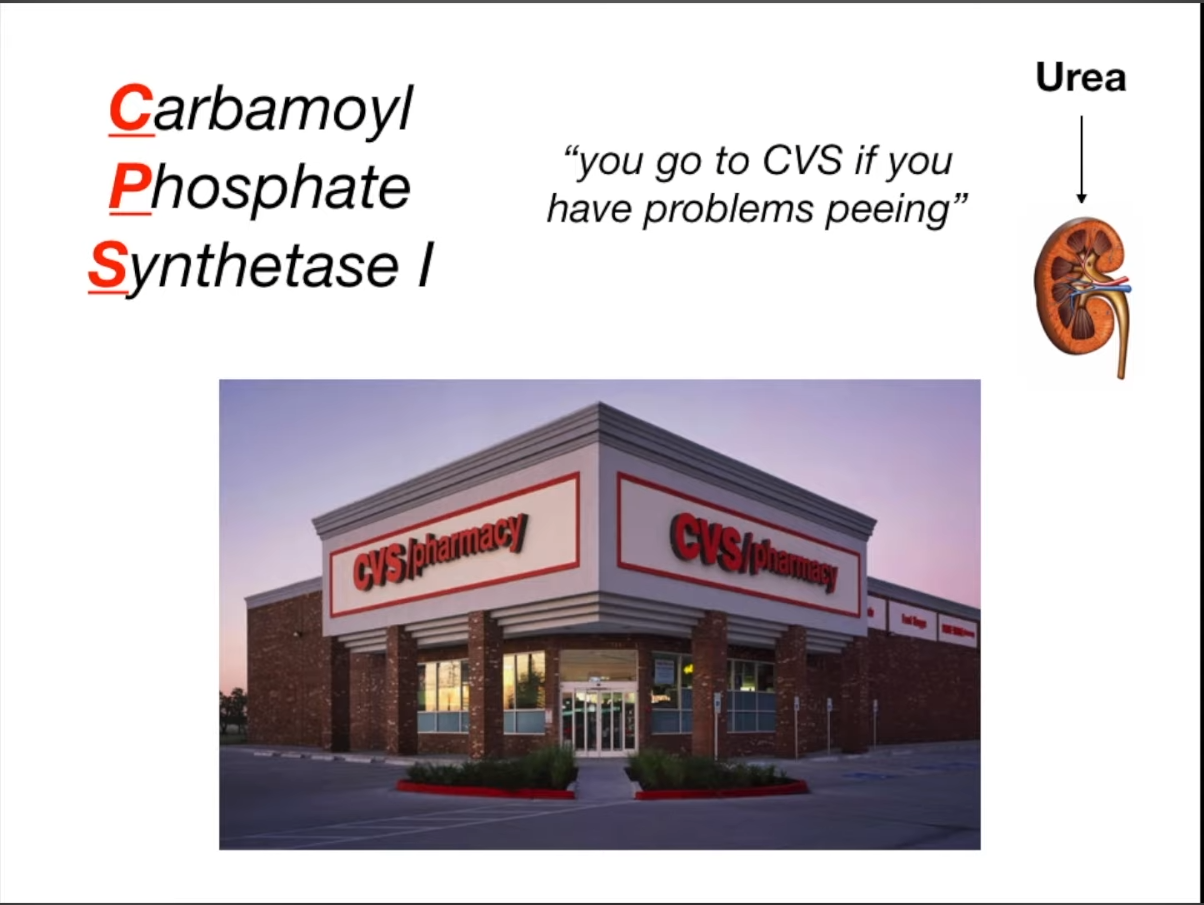 Carbamoyl
Phosphate
Synthetase I
“you go to CVS if you
have problems peeing”
Urea
CVS/pharmacy
CVS/pharmacy